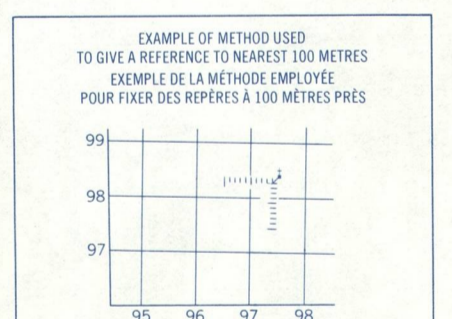 EXAMPLE OF METHOD USED
TO GIVE A REFERENCE TO NEAREST 100 METRES
EXEMPLE DE LA MÉTHODE EMPLOYÉE
POUR FIXER DES REPÈRES À 100 MÈTRES PRÈS
99
98
97
95 96 97 98